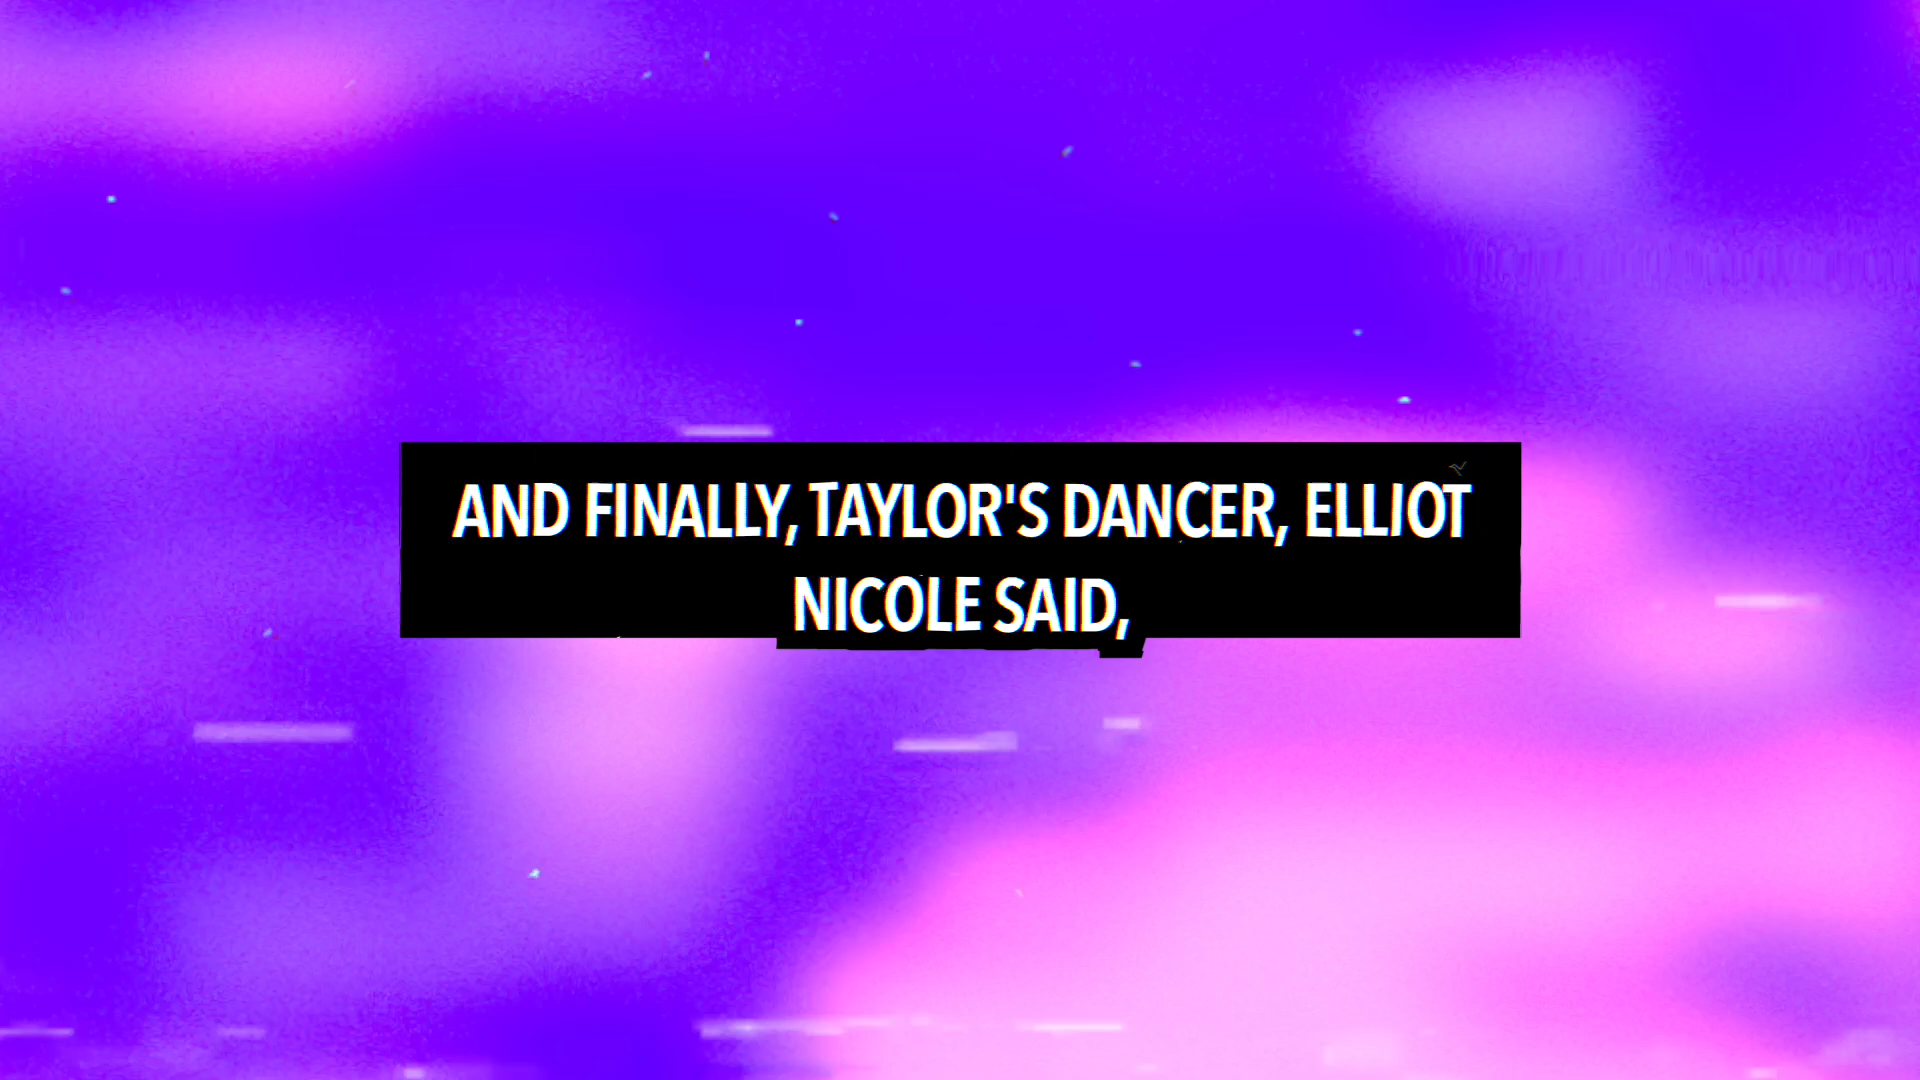 AND FINALLY, TAYLOR'S DANCER, ELLIOT
NICOLE SAID,